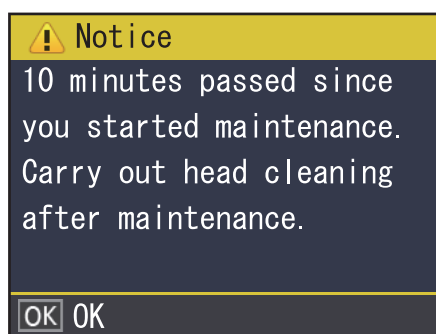 Notice
10 minutes passed since
you started maintenance.
Carry out head cleaning
after maintenance.
OK OK